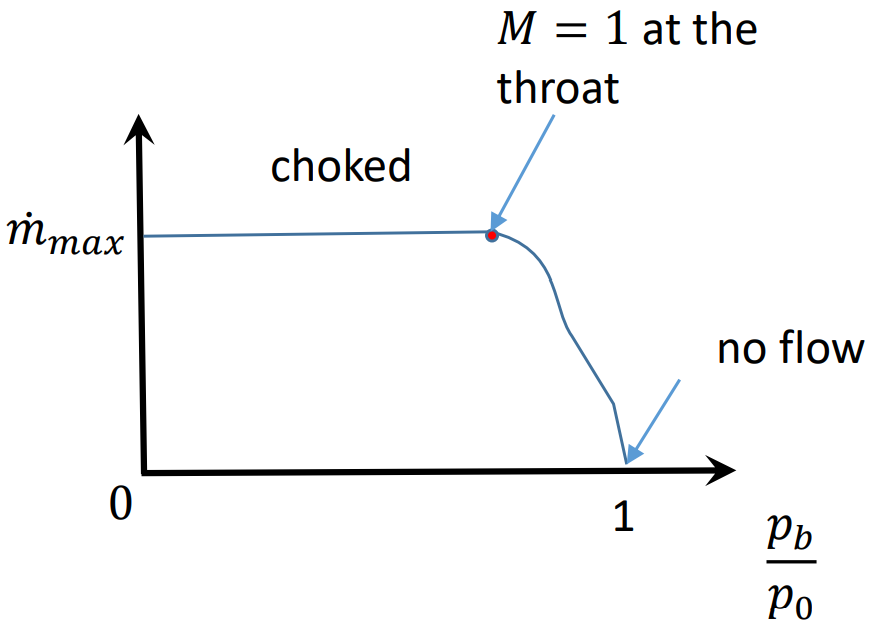 M = 1 at the
throat
choked
ṁ_max
no flow
0
1
p_b
p_0